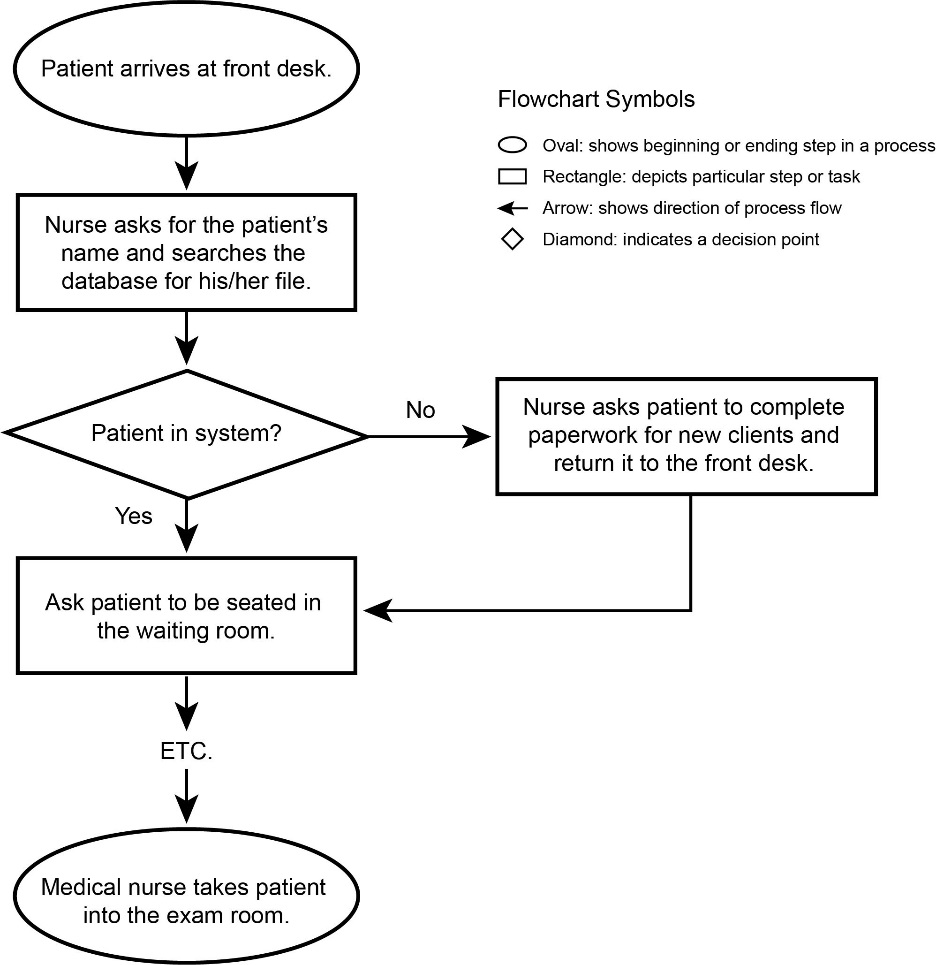 Patient arrives at front desk.
Flowchart Symbols
Oval: shows beginning or ending step in a process
Rectangle: depicts particular step or task
Arrow: shows direction of process flow
Diamond: indicates a decision point
Nurse asks for the patient’s
name and searches the
database for his/her file.
Patient in system?
No
Nurse asks patient to complete
paperwork for new clients and
return it to the front desk.
Yes
Ask patient to be seated in
the waiting room.
ETC.
Medical nurse takes patient
into the exam room.